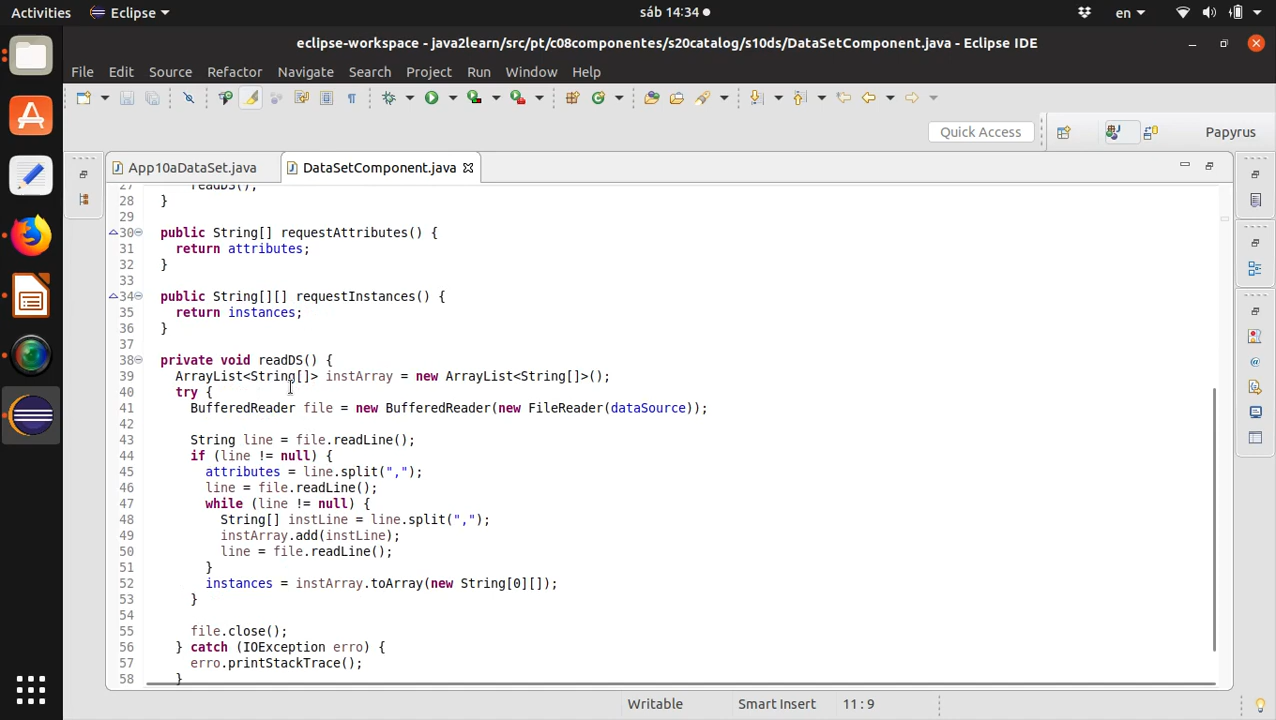 Activities
Eclipse
sáb 14:34
en
eclipse-workspace - java2learn/src/pt/c08componentes/s20catalog/s10ds/DataSetComponent.java - Eclipse IDE
File Edit Source Refactor Navigate Search Project Run Window Help
Quick Access
Papyrus
App10aDataSet.java
DataSetComponent.java
27 readDS();
28 }
29
30 public String[] requestAttributes() {
31 return attributes;
32 }
33
34 public String[][] requestInstances() {
35 return instances;
36 }
37
38 private void readDS() {
39 ArrayList<String[]> instArray = new ArrayList<String[]>();
40 try {
41 BufferedReader file = new BufferedReader(new FileReader(dataSource));
42
43 String line = file.readLine();
44 if (line != null) {
45 attributes = line.split(",");
46 line = file.readLine();
47 while (line != null) {
48 String[] instLine = line.split(",");
49 instArray.add(instLine);
50 line = file.readLine();
51 }
52 instances = instArray.toArray(new String[0][]);
53 }
54
55 file.close();
56 } catch (IOException erro) {
57 erro.printStackTrace();
58 }
Writable
Smart Insert
11 : 9